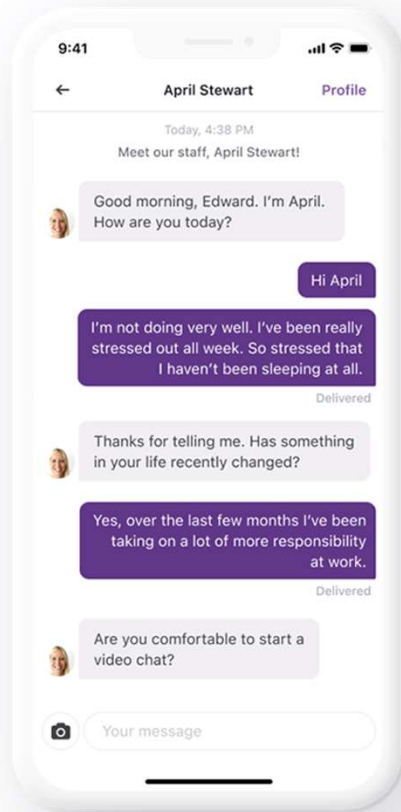 9:41
April Stewart
Profile
Today, 4:38 PM
Meet our staff, April Stewart!
Good morning, Edward. I'm April.
How are you today?
Hi April
I'm not doing very well. I've been really
stressed out all week. So stressed that
I haven't been sleeping at all.
Delivered
Thanks for telling me. Has something
in your life recently changed?
Yes, over the last few months I've been
taking on a lot of more responsibility
at work.
Delivered
Are you comfortable to start a
video chat?
Your message